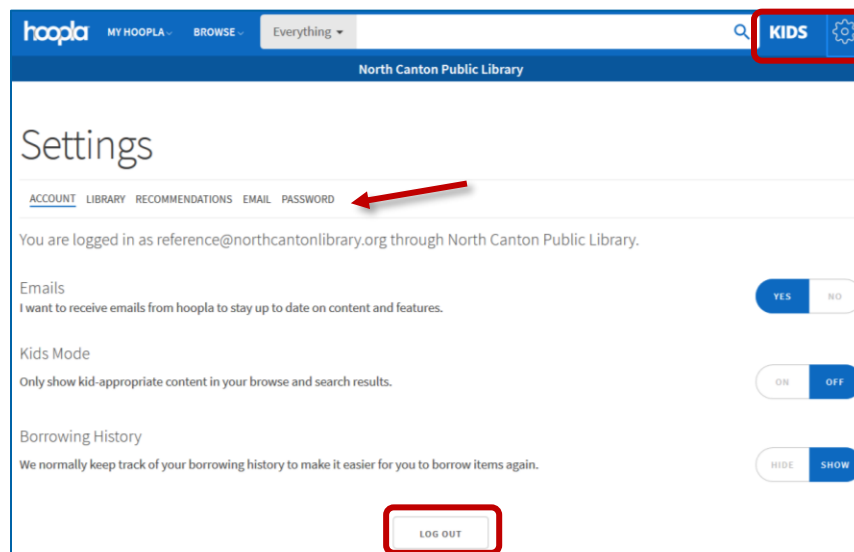 hoopla MY HOOPLA BROWSE Everything KIDS
North Canton Public Library
Settings
ACCOUNT LIBRARY RECOMMENDATIONS EMAIL PASSWORD
You are logged in as reference@northcantonlibrary.org through North Canton Public Library.
Emails
I want to receive emails from hoopla to stay up to date on content and features.
YES NO
Kids Mode
Only show kid-appropriate content in your browse and search results.
ON OFF
Borrowing History
We normally keep track of your borrowing history to make it easier for you to borrow items again.
HIDE SHOW
LOG OUT